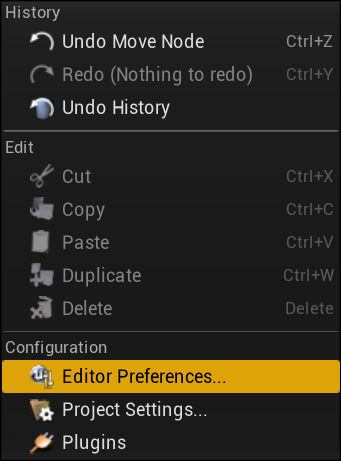 History
Undo Move Node Ctrl+Z
Redo (Nothing to redo) Ctrl+Y
Undo History
Edit
Cut Ctrl+X
Copy Ctrl+C
Paste Ctrl+V
Duplicate Ctrl+W
Delete Delete
Configuration
Editor Preferences...
Project Settings...
Plugins